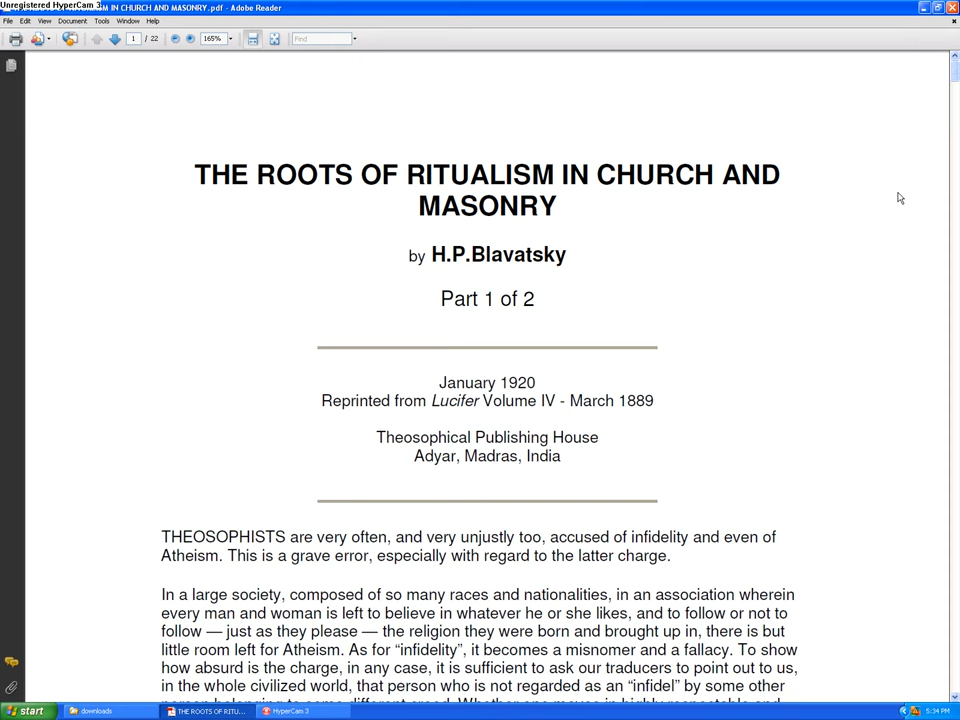 Unregistered HyperCam 3
M IN CHURCH AND MASONRY.pdf - Adobe Reader
File Edit View Document Tools Window Help
1 / 22 165% Find
THE ROOTS OF RITUALISM IN CHURCH AND
MASONRY
by H.P.Blavatsky
Part 1 of 2
January 1920
Reprinted from Lucifer Volume IV - March 1889
Theosophical Publishing House
Adyar, Madras, India
THEOSOPHISTS are very often, and very unjustly too, accused of infidelity and even of
Atheism. This is a grave error, especially with regard to the latter charge.
In a large society, composed of so many races and nationalities, in an association wherein
every man and woman is left to believe in whatever he or she likes, and to follow or not to
follow — just as they please — the religion they were born and brought up in, there is but
little room left for Atheism. As for “infidelity”, it becomes a misnomer and a fallacy. To show
how absurd is the charge, in any case, it is sufficient to ask our traducers to point out to us,
in the whole civilized world, that person who is not regarded as an “infidel” by some other
start downloads THE ROOTS OF RITU... HyperCam 3 5:34 PM